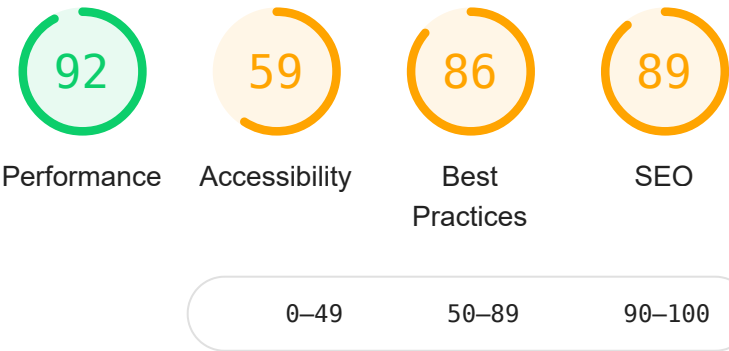 92 59 86 89
Performance Accessibility Best Practices SEO
0–49 50–89 90–100